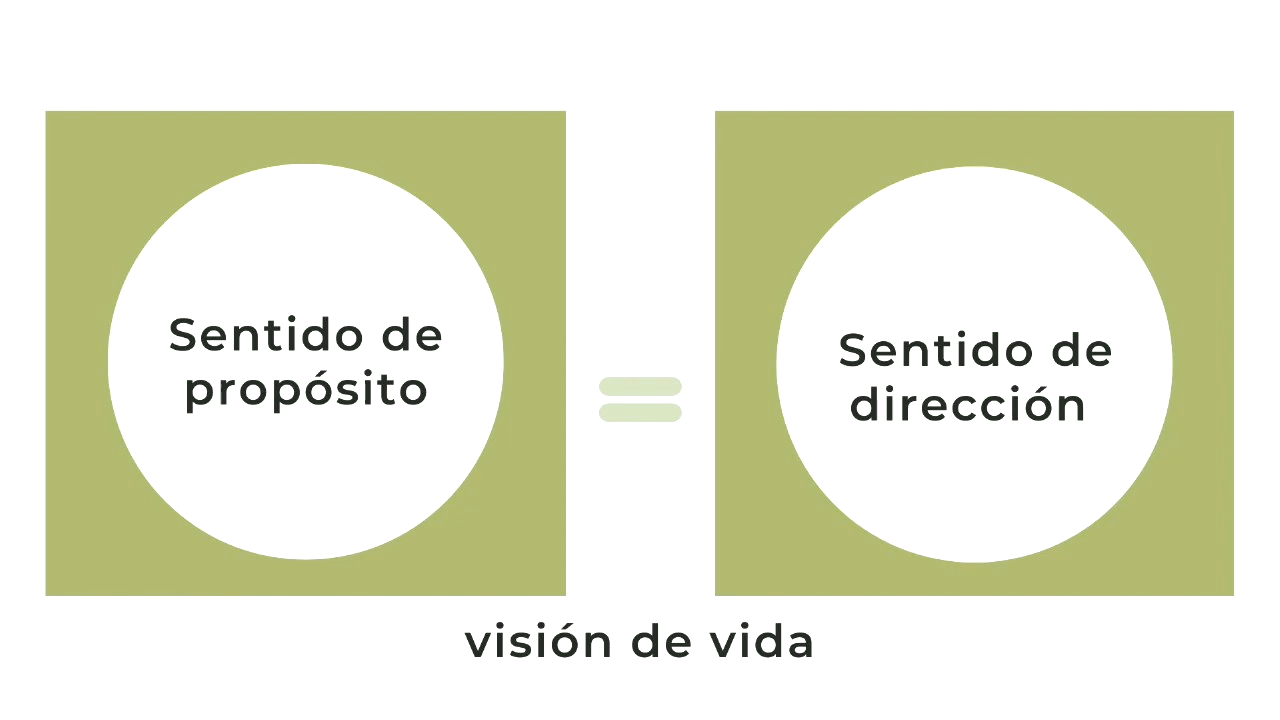 Sentido de
propósito
Sentido de
dirección
visión de vida